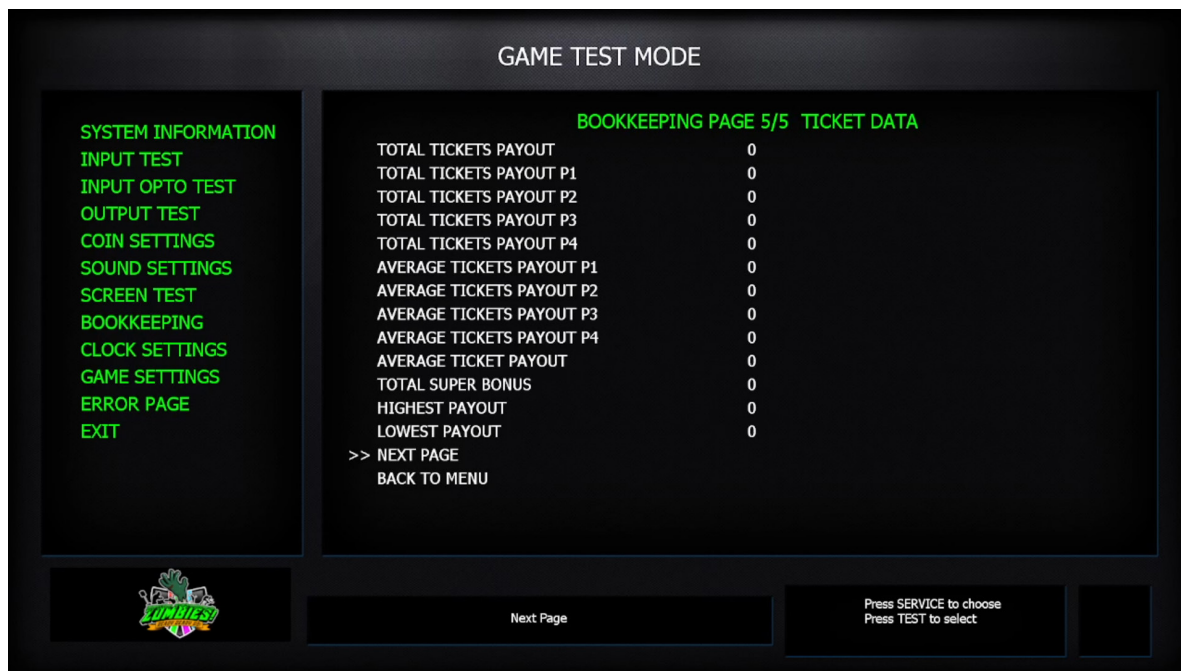 GAME TEST MODE
SYSTEM INFORMATION
INPUT TEST
INPUT OPTO TEST
OUTPUT TEST
COIN SETTINGS
SOUND SETTINGS
SCREEN TEST
BOOKKEEPING
CLOCK SETTINGS
GAME SETTINGS
ERROR PAGE
EXIT
BOOKKEEPING PAGE 5/5 TICKET DATA
TOTAL TICKETS PAYOUT 0
TOTAL TICKETS PAYOUT P1 0
TOTAL TICKETS PAYOUT P2 0
TOTAL TICKETS PAYOUT P3 0
TOTAL TICKETS PAYOUT P4 0
AVERAGE TICKETS PAYOUT P1 0
AVERAGE TICKETS PAYOUT P2 0
AVERAGE TICKETS PAYOUT P3 0
AVERAGE TICKETS PAYOUT P4 0
AVERAGE TICKET PAYOUT 0
TOTAL SUPER BONUS 0
HIGHEST PAYOUT 0
LOWEST PAYOUT 0
>> NEXT PAGE
BACK TO MENU
ZOMBIES!
Next Page
Press SERVICE to choose
Press TEST to select